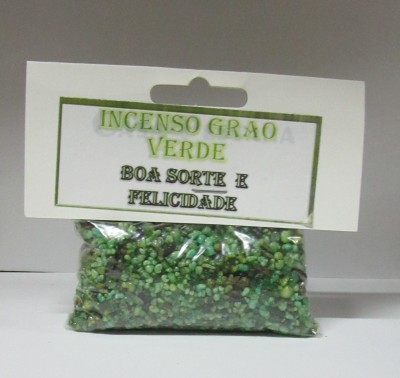 INCENSO GRAO
VERDE
BOA SORTE E
FELICIDADE